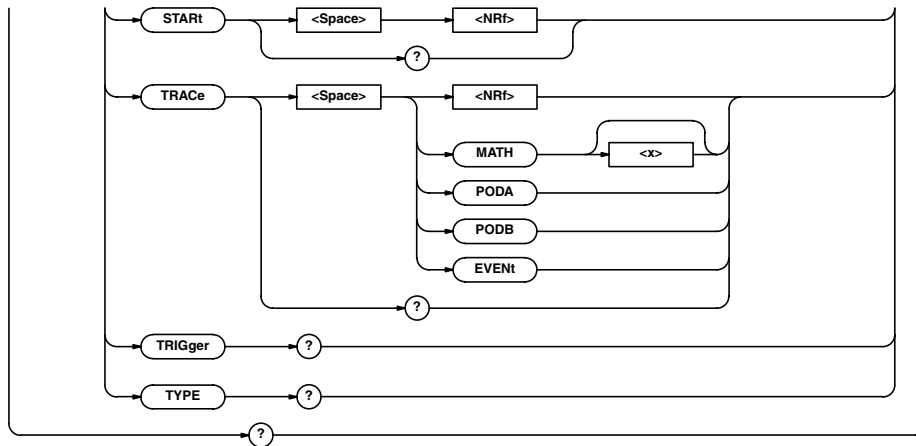 STARt <Space> <NRf>
?
TRACe <Space> <NRf>
MATH <x>
PODA
PODB
EVENt
?
TRIGger ?
TYPE ?
?